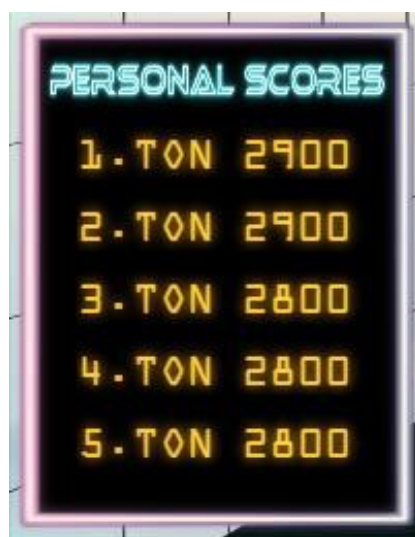 PERSONAL SCORES
1.TON 2900
2.TON 2900
3.TON 2800
4.TON 2800
5.TON 2800